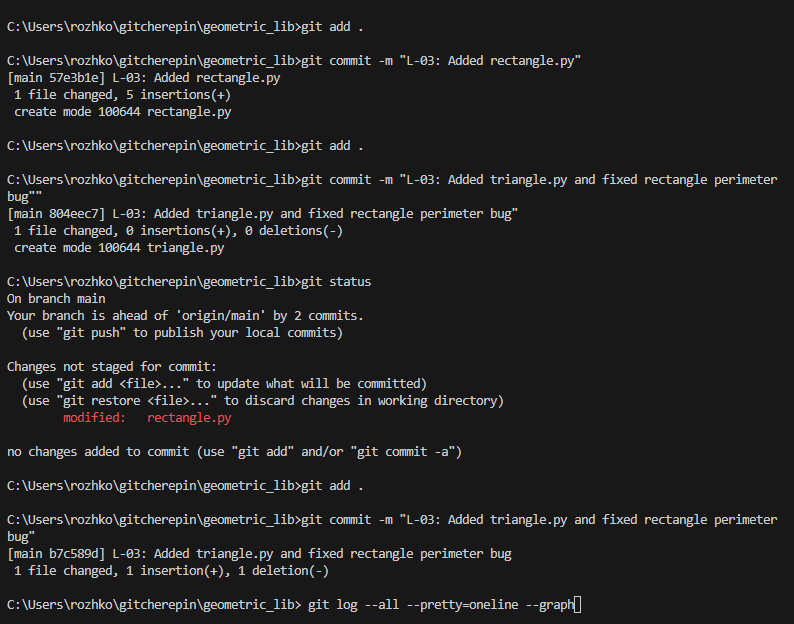 C:\Users\rozhko\gitcherepin\geometric_lib>git add .
C:\Users\rozhko\gitcherepin\geometric_lib>git commit -m "L-03: Added rectangle.py"
[main 57e3b1e] L-03: Added rectangle.py
 1 file changed, 5 insertions(+)
 create mode 100644 rectangle.py
C:\Users\rozhko\gitcherepin\geometric_lib>git add .
C:\Users\rozhko\gitcherepin\geometric_lib>git commit -m "L-03: Added triangle.py and fixed rectangle perimeter
bug""
[main 804eec7] L-03: Added triangle.py and fixed rectangle perimeter bug"
 1 file changed, 0 insertions(+), 0 deletions(-)
 create mode 100644 triangle.py
C:\Users\rozhko\gitcherepin\geometric_lib>git status
On branch main
Your branch is ahead of 'origin/main' by 2 commits.
  (use "git push" to publish your local commits)
Changes not staged for commit:
  (use "git add <file>..." to update what will be committed)
  (use "git restore <file>..." to discard changes in working directory)
        modified:   rectangle.py
no changes added to commit (use "git add" and/or "git commit -a")
C:\Users\rozhko\gitcherepin\geometric_lib>git add .
C:\Users\rozhko\gitcherepin\geometric_lib>git commit -m "L-03: Added triangle.py and fixed rectangle perimeter
bug"
[main b7c589d] L-03: Added triangle.py and fixed rectangle perimeter bug
 1 file changed, 1 insertion(+), 1 deletion(-)
C:\Users\rozhko\gitcherepin\geometric_lib> git log --all --pretty=oneline --graph